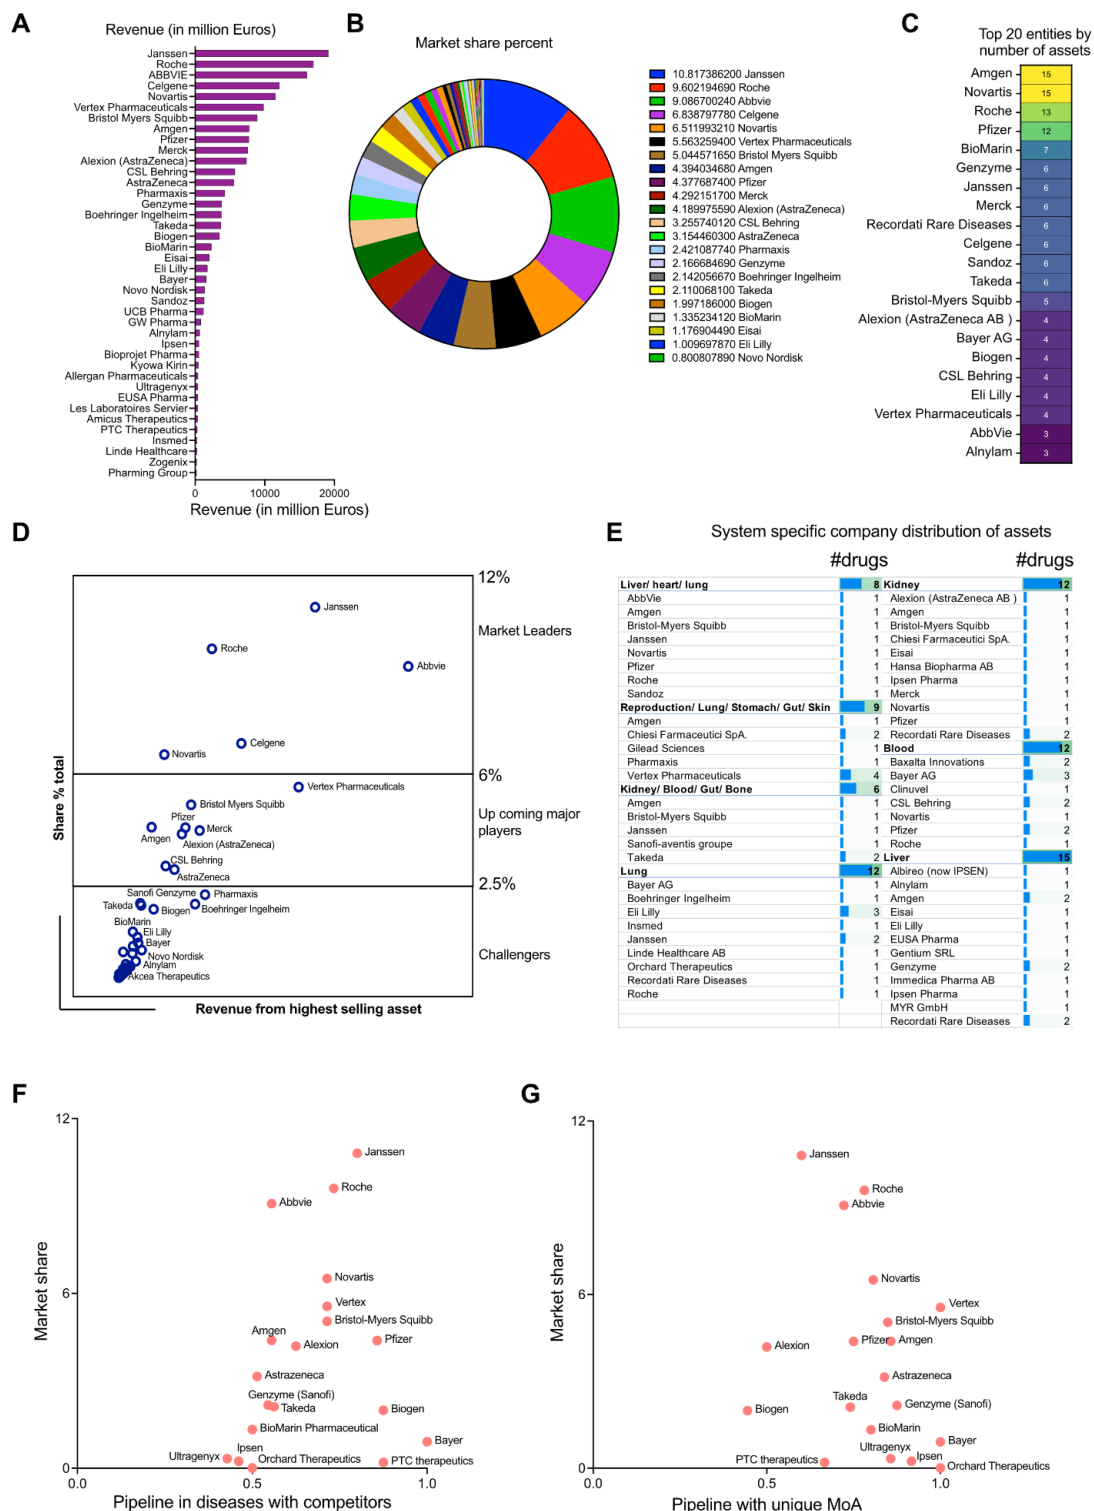 A
Revenue (in million Euros)
Janssen
Roche
ABBVIE
Celgene
Novartis
Vertex Pharmaceuticals
Bristol Myers Squibb
Amgen
Pfizer
Merck
Alexion (AstraZeneca)
CSL Behring
AstraZeneca
Pharmaxis
Genzyme
Boehringer Ingelheim
Takeda
Biogen
BioMarin
Eisai
Eli Lilly
Bayer
Novo Nordisk
Sandoz
UCB Pharma
GW Pharma
Alnylam
Ipsen
Bioprojet Pharma
Kyowa Kirin
Allergan Pharmaceuticals
Ultragenyx
EUSA Pharma
Les Laboratoires Servier
Amicus Therapeutics
PTC Therapeutics
Insmed
Linde Healthcare
Zogenix
Pharming Group
0 10000 20000
Revenue (in million Euros)
B
Market share percent
10.817386200 Janssen
9.602194690 Roche
9.086700240 Abbvie
6.838797780 Celgene
6.511993210 Novartis
5.563259400 Vertex Pharmaceuticals
5.044571650 Bristol Myers Squibb
4.394034680 Amgen
4.377687400 Pfizer
4.292151700 Merck
4.189975590 Alexion (AstraZeneca)
3.255740120 CSL Behring
3.154460300 AstraZeneca
2.421087740 Pharmaxis
2.166684690 Genzyme
2.142056670 Boehringer Ingelheim
2.110068100 Takeda
1.997186000 Biogen
1.335234120 BioMarin
1.176904490 Eisai
1.009697870 Eli Lilly
0.800807890 Novo Nordisk
C
Top 20 entities by
number of assets
Amgen 15
Novartis 15
Roche 13
Pfizer 12
BioMarin 7
Genzyme 6
Janssen 6
Merck 6
Recordati Rare Diseases 6
Celgene 6
Sandoz 6
Takeda 6
Bristol-Myers Squibb 5
Alexion (AstraZeneca AB ) 4
Bayer AG 4
Biogen 4
CSL Behring 4
Eli Lilly 4
Vertex Pharmaceuticals 4
AbbVie 3
Alnylam 3
D
12%
Janssen
Market Leaders
Roche
Abbvie
Celgene
Novartis
6%
Vertex Pharmaceuticals
Bristol Myers Squibb
Up coming major
players
Pfizer
Merck
Amgen
Alexion (AstraZeneca)
CSL Behring
AstraZeneca
2.5%
Sanofi Genzyme
Pharmaxis
Takeda
Biogen
Boehringer Ingelheim
BioMarin
Eli Lilly
Bayer
Novo Nordisk
Challengers
Alnylam
Akcea Therapeutics
Share % total
Revenue from highest selling asset
E
System specific company distribution of assets
#drugs
Liver/ heart/ lung 8
AbbVie 1
Amgen 1
Bristol-Myers Squibb 1
Janssen 1
Novartis 1
Pfizer 1
Roche 1
Sandoz 1
Reproduction/ Lung/ Stomach/ Gut/ Skin 9
Amgen 1
Chiesi Farmaceutici SpA. 2
Gilead Sciences 1
Pharmaxis 1
Vertex Pharmaceuticals 4
Kidney/ Blood/ Gut/ Bone 6
Amgen 1
Bristol-Myers Squibb 1
Janssen 1
Sanofi-aventis groupe 1
Takeda 2
Lung 12
Bayer AG 1
Boehringer Ingelheim 1
Eli Lilly 3
Insmed 1
Janssen 2
Linde Healthcare AB 1
Orchard Therapeutics 1
Recordati Rare Diseases 1
Roche 1
#drugs
Kidney 12
Alexion (AstraZeneca AB ) 1
Amgen 1
Bristol-Myers Squibb 1
Chiesi Farmaceutici SpA. 1
Eisai 1
Hansa Biopharma AB 1
Ipsen Pharma 1
Merck 1
Novartis 1
Pfizer 1
Recordati Rare Diseases 2
Blood 12
Baxalta Innovations 2
Bayer AG 3
Clinuvel 1
CSL Behring 2
Novartis 1
Pfizer 2
Roche 1
Liver 15
Albireo (now IPSEN) 1
Alnylam 1
Amgen 2
Eisai 1
Eli Lilly 1
EUSA Pharma 1
Gentium SRL 1
Genzyme 2
Immedica Pharma AB 1
Ipsen Pharma 1
MYR GmbH 1
Recordati Rare Diseases 2
F
12
Janssen
Roche
Abbvie
Market share
6
Novartis
Vertex
Bristol-Myers Squibb
Amgen
Pfizer
Alexion
Astrazeneca
Genzyme (Sanofi)
Takeda
Biogen
BioMarin Pharmaceutical
Bayer
Ipsen
Ultragenyx
Orchard Therapeutics
PTC therapeutics
0
0.0 0.5 1.0
Pipeline in diseases with competitors
G
12
Janssen
Roche
Abbvie
Market share
6
Novartis
Vertex
Bristol-Myers Squibb
Pfizer
Amgen
Alexion
Astrazeneca
Takeda
Genzyme (Sanofi)
Biogen
BioMarin
Bayer
Ultragenyx
Ipsen
PTC therapeutics
Orchard Therapeutics
0
0.0 0.5 1.0
Pipeline with unique MoA